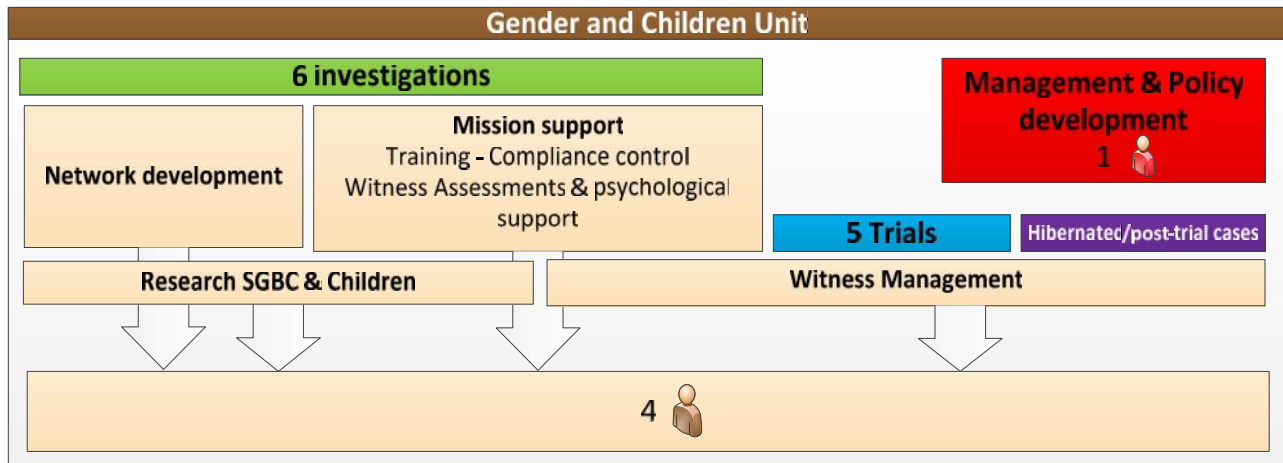 Gender and Children Unit
6 investigations
Management & Policy
development
1
Network development
Mission support
Training - Compliance control
Witness Assessments & psychological
support
5 Trials
Hibernated/post-trial cases
Research SGBC & Children
Witness Management
4